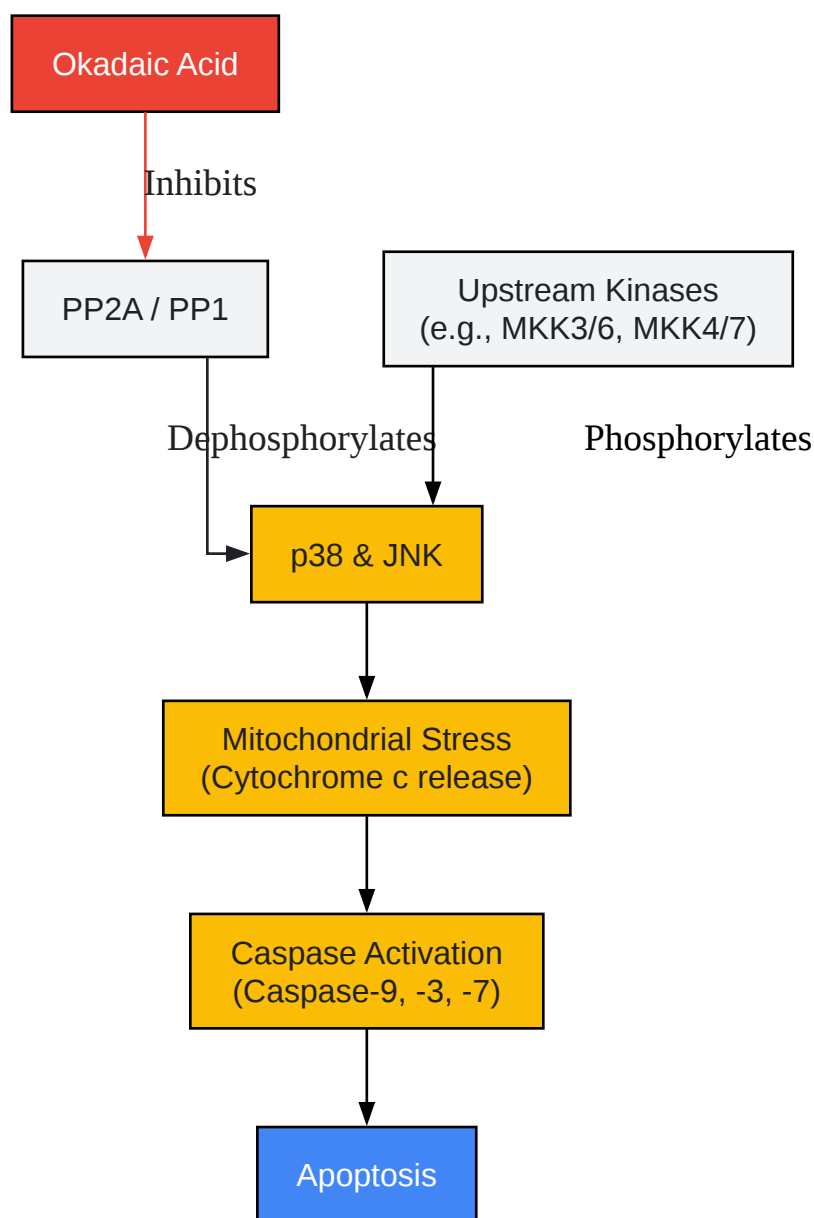 Okadaic Acid
Inhibits
PP2A / PP1
Upstream Kinases
(e.g., MKK3/6, MKK4/7)
Dephosphorylates
Phosphorylates
p38 & JNK
Mitochondrial Stress
(Cytochrome c release)
Caspase Activation
(Caspase-9, -3, -7)
Apoptosis